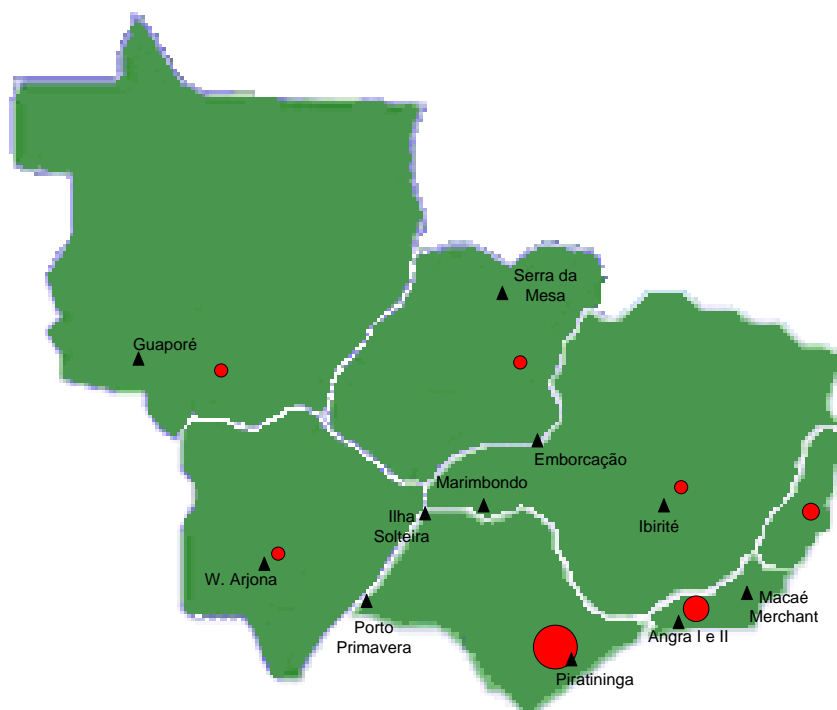 Serra da
Mesa
Guaporé
Emborcação
Marimbondo
Ilha
Solteira
Ibirité
W. Arjona
Macaé
Merchant
Porto
Primavera
Angra I e II
Piratininga